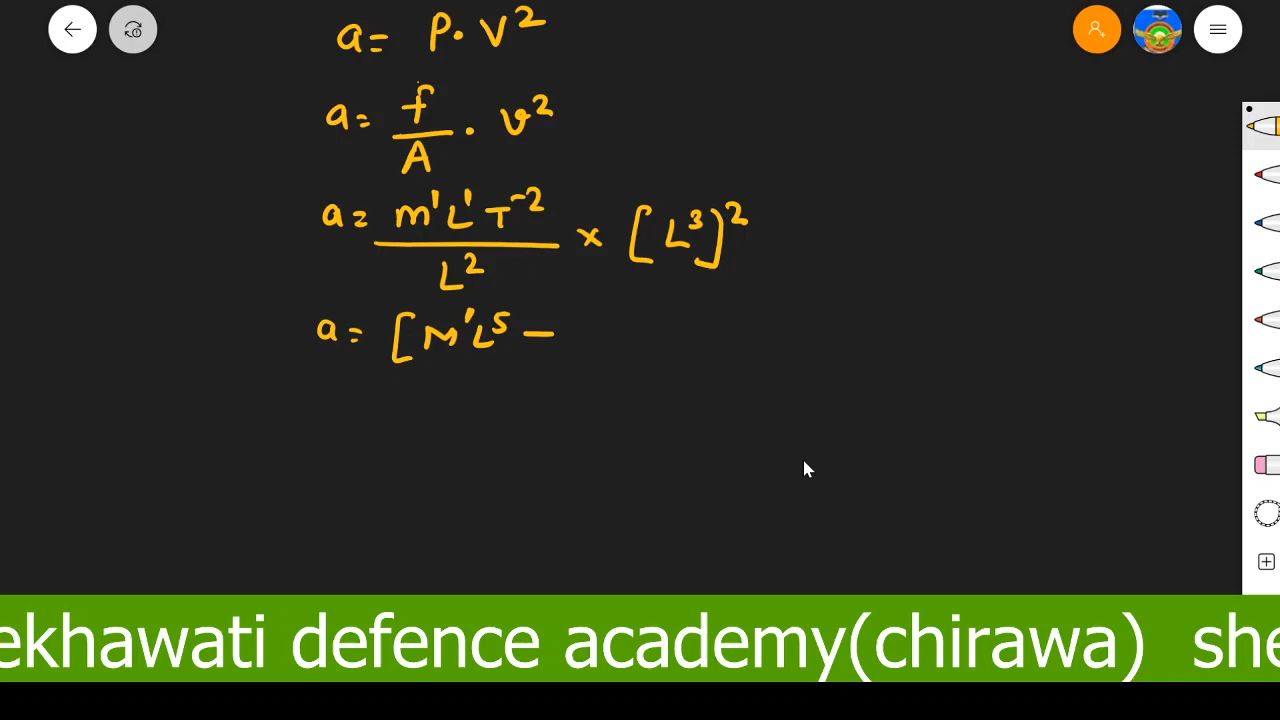 a = P. V²
a = f/A . v²
a = M¹L¹T⁻²/L² × [L³]²
a = [M¹L⁵ −
ekhawati defence academy(chirawa) she